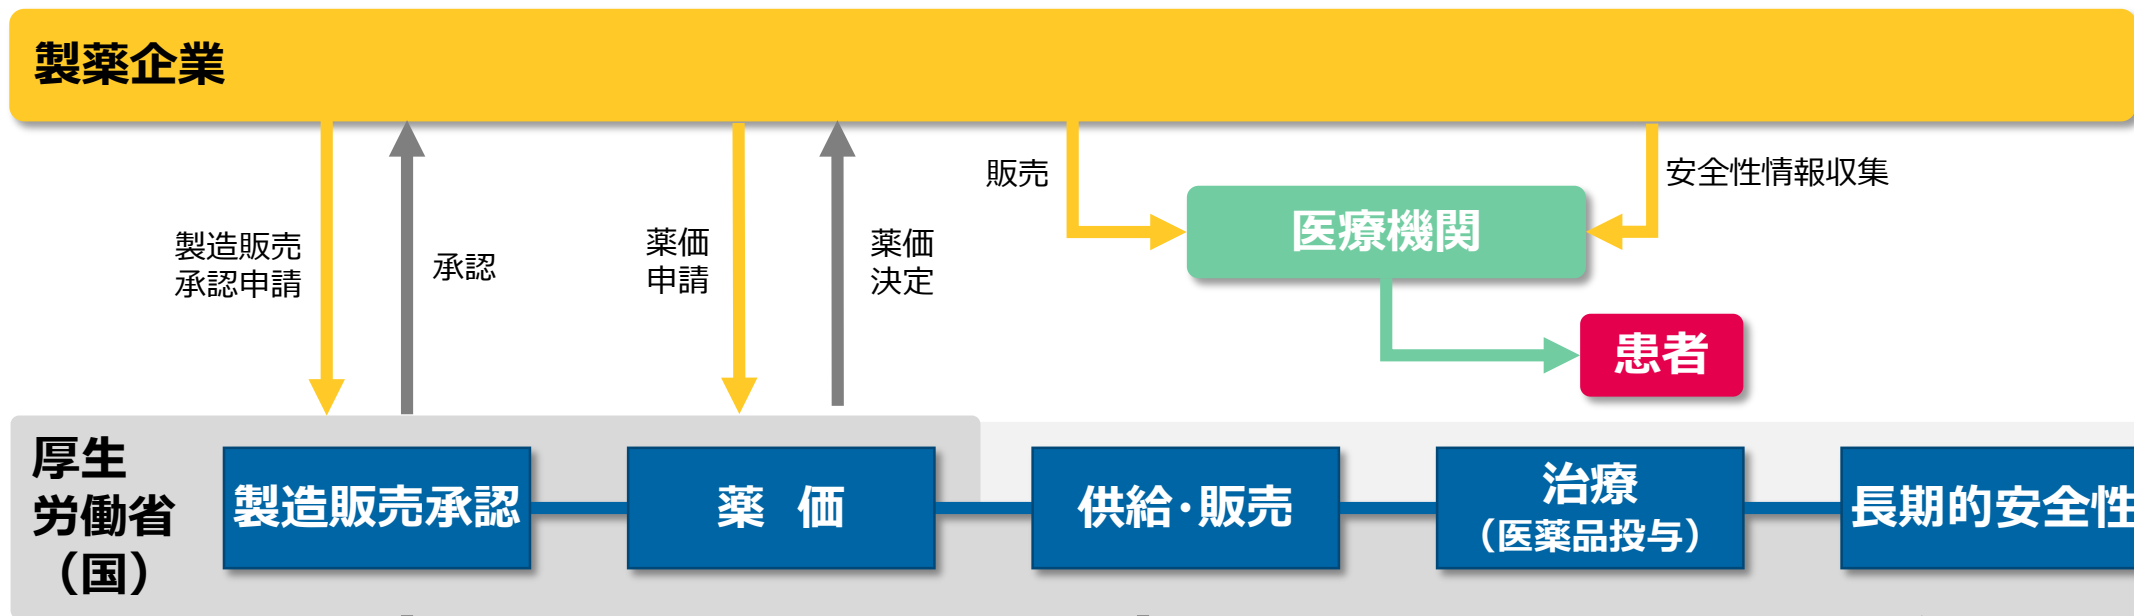 製薬企業
販売
安全性情報収集
医療機関
製造販売
承認申請
承認
薬価
申請
薬価
決定
患者
厚生
労働省
（国）
製造販売承認
薬 価
供給・販売
治療
（医薬品投与）
長期的安全性